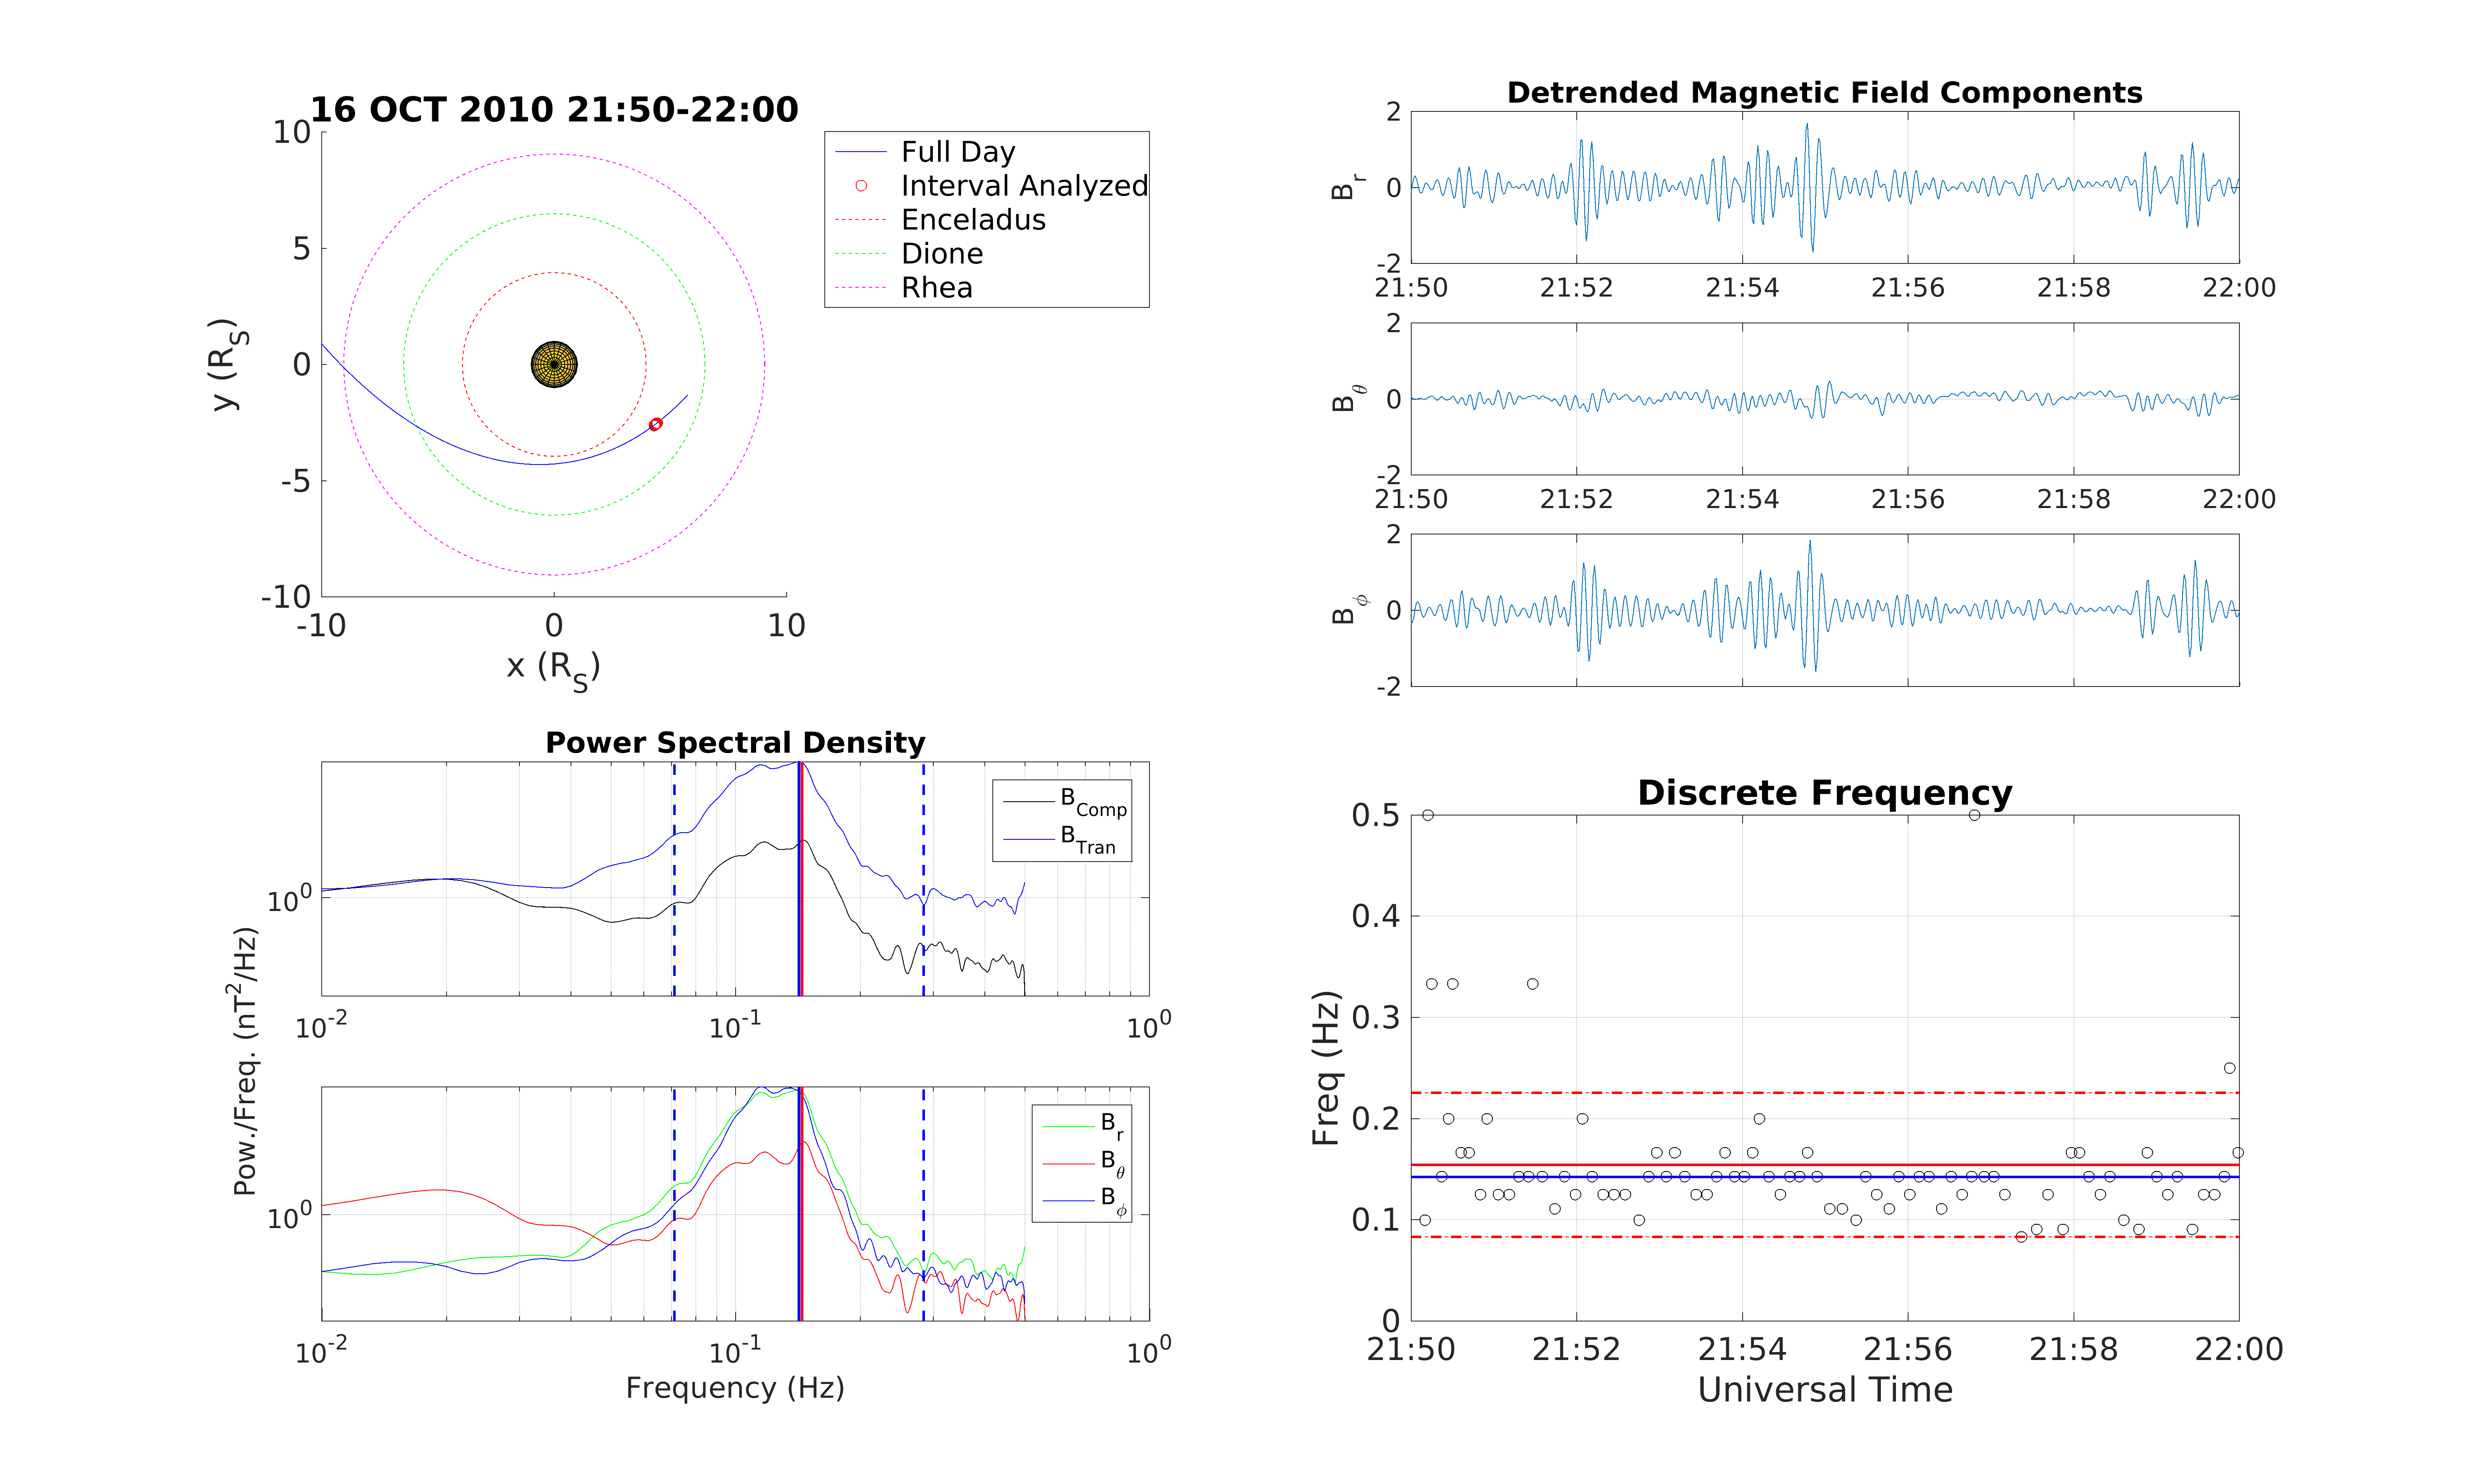 16 OCT 2010 21:50-22:00
10
5
0
-5
-10
-10 0 10
y (R_S)
x (R_S)
Full Day
Interval Analyzed
Enceladus
Dione
Rhea
Detrended Magnetic Field Components
2
0
-2
B_r
21:50 21:52 21:54 21:56 21:58 22:00
2
0
-2
B_θ
21:50 21:52 21:54 21:56 21:58 22:00
2
0
-2
B_ϕ
Power Spectral Density
10^0
B_Comp
B_Tran
10^-2 10^-1 10^0
Pow./Freq. (nT^2/Hz)
10^0
B_r
B_θ
B_ϕ
10^-2 10^-1 10^0
Frequency (Hz)
Discrete Frequency
0.5
0.4
0.3
0.2
0.1
0
Freq (Hz)
21:50 21:52 21:54 21:56 21:58 22:00
Universal Time